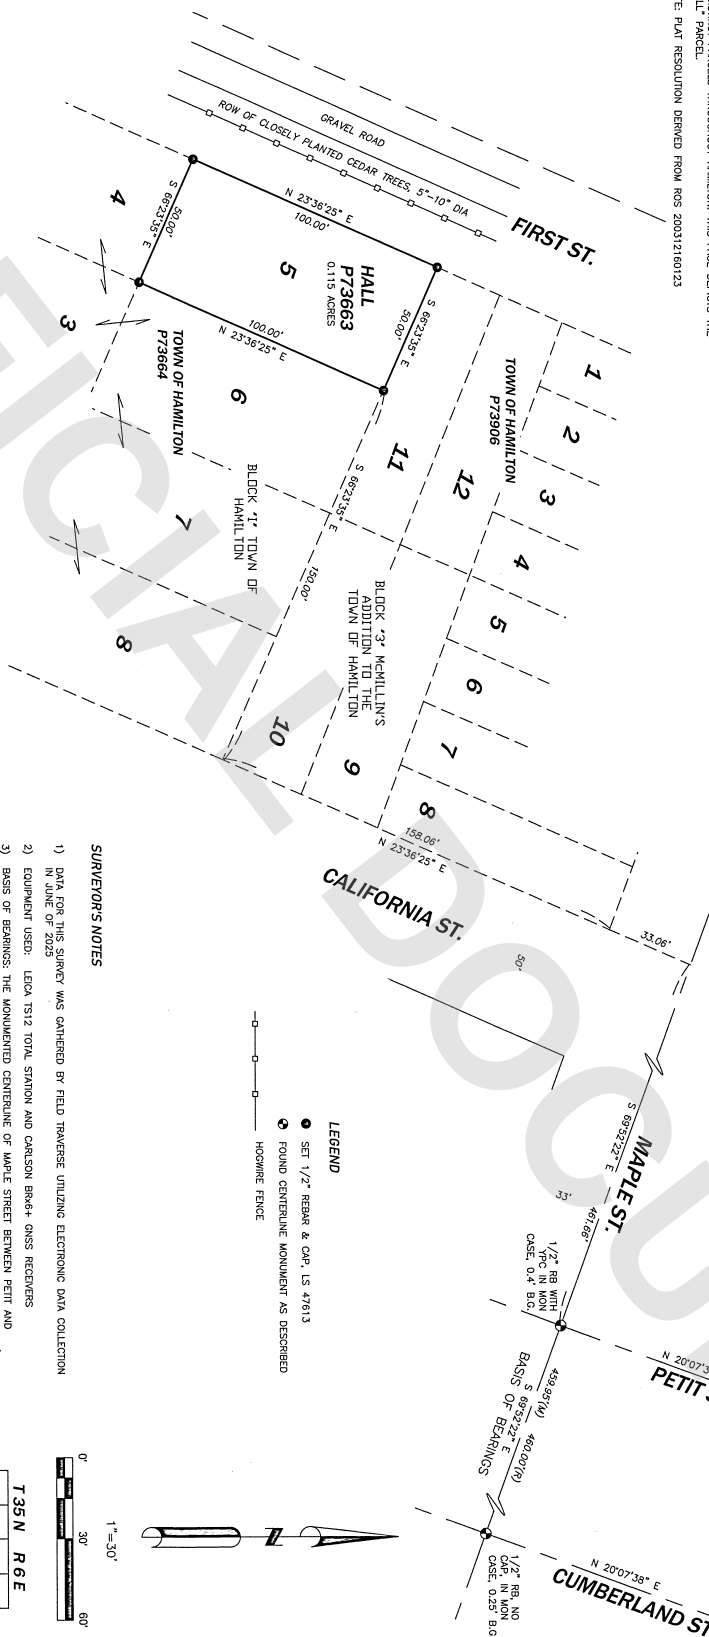 LL" PARCEL.
TE: PLAT RESOLUTION DERIVED FROM ROS 200312160123
GRAVEL ROAD
ROW OF CLOSELY PLANTED CEDAR TREES, 5"-10" DIA
FIRST ST.
N 23°36'25" E
100.00'
S 66°23'35" E
50.00'
HALL
P73663
0.115 ACRES
5
S 66°23'35" E
50.00'
100.00'
N 23°36'25" E
4
3
TOWN OF HAMILTON
P73664
6
7
8
BLOCK "I" TOWN OF
HAMILTON
TOWN OF HAMILTON
P73906
1
2
3
4
5
6
7
8
11
12
S 66°23'35" E
150.00'
BLOCK "3" McMILLIN'S
ADDITION TO THE
TOWN OF HAMILTON
10
9
158.06'
N 23°36'25" E
CALIFORNIA ST.
33.06'
50'
MAPLE ST.
S 69°52'22" E
461.66'
33'
1/2" RB WITH
YPC IN MON
CASE, 0.4' B.G.
PETIT
459.95'(M)
460.00'(R)
S 69°52'22" E
BASIS OF BEARINGS
1/2" RB, NO
CAP, IN MON
CASE, 0.25' B.G
N 20°07'38" E
CUMBERLAND ST
LEGEND
SET 1/2" REBAR & CAP, LS 47613
FOUND CENTERLINE MONUMENT AS DESCRIBED
HOGWIRE FENCE
SURVEYOR'S NOTES
1) DATA FOR THIS SURVEY WAS GATHERED BY FIELD TRAVERSE UTILIZING ELECTRONIC DATA COLLECTION
IN JUNE OF 2025
2) EQUIPMENT USED: LEICA TS12 TOTAL STATION AND CARLSON BRx6+ GNSS RECEIVERS
3) BASIS OF BEARINGS: THE MONUMENTED CENTERLINE OF MAPLE STREET BETWEEN PETIT AND
N
1"=30'
0' 30' 60'
T 35 N R 6 E